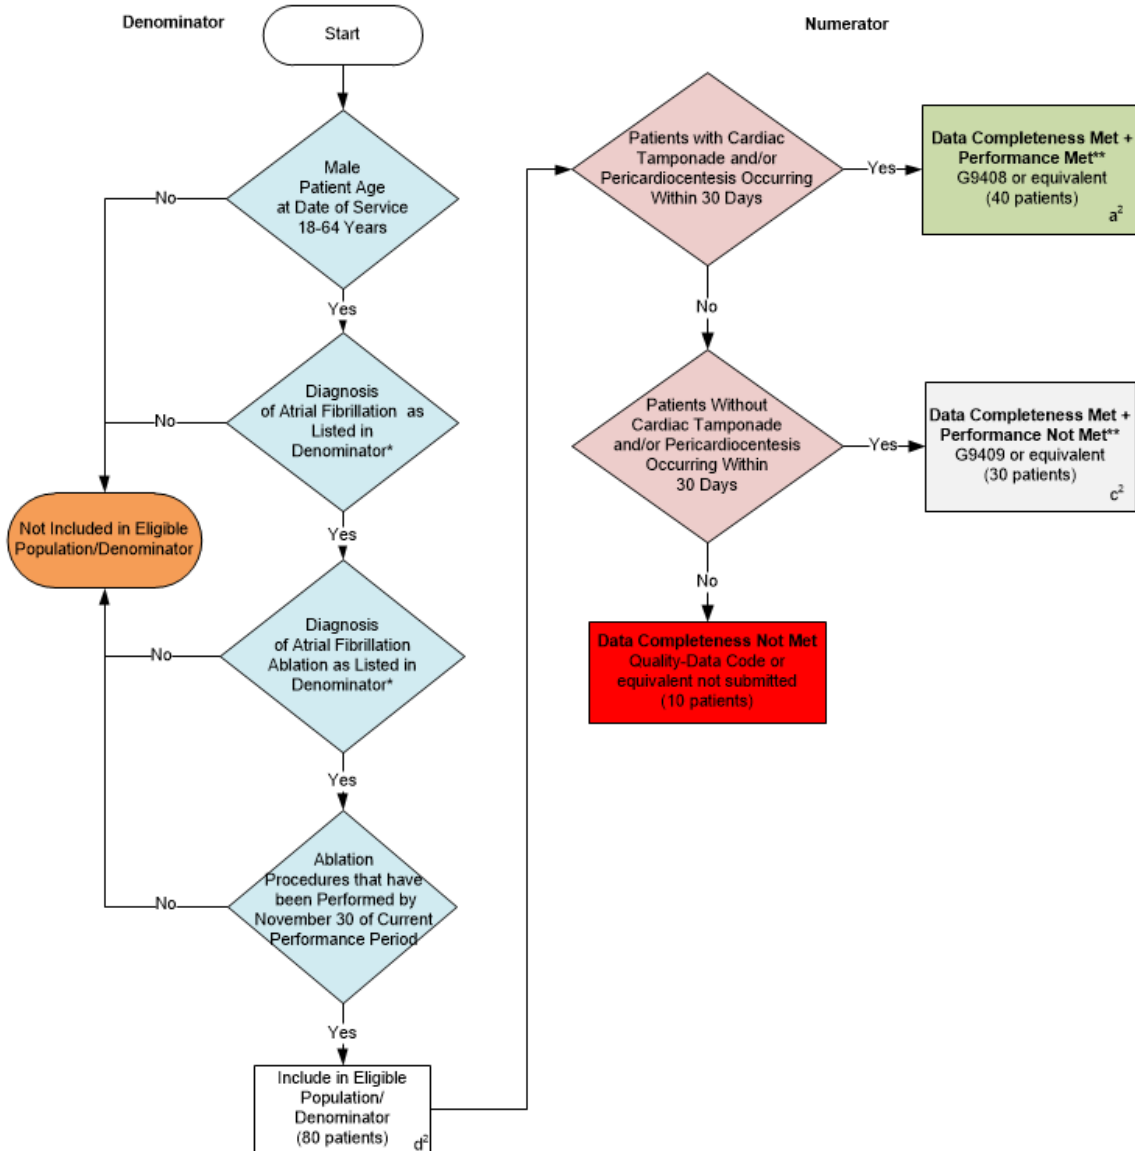 Denominator
Start
Numerator
Male
Patient Age
at Date of Service
18-64 Years
No
Yes
Diagnosis
of Atrial Fibrillation as
Listed in
Denominator*
No
Yes
Not Included in Eligible
Population/Denominator
Diagnosis
of Atrial Fibrillation
Ablation as Listed in
Denominator*
No
Yes
Ablation
Procedures that have
been Performed by
November 30 of Current
Performance Period
No
Yes
Include in Eligible
Population/
Denominator
(80 patients)
d²
Patients with Cardiac
Tamponade and/or
Pericardiocentesis Occurring
Within 30 Days
Yes
Data Completeness Met +
Performance Met**
G9408 or equivalent
(40 patients)
a²
No
Patients Without
Cardiac Tamponade
and/or Pericardiocentesis
Occurring Within
30 Days
Yes
Data Completeness Met +
Performance Not Met**
G9409 or equivalent
(30 patients)
c²
No
Data Completeness Not Met
Quality-Data Code or
equivalent not submitted
(10 patients)